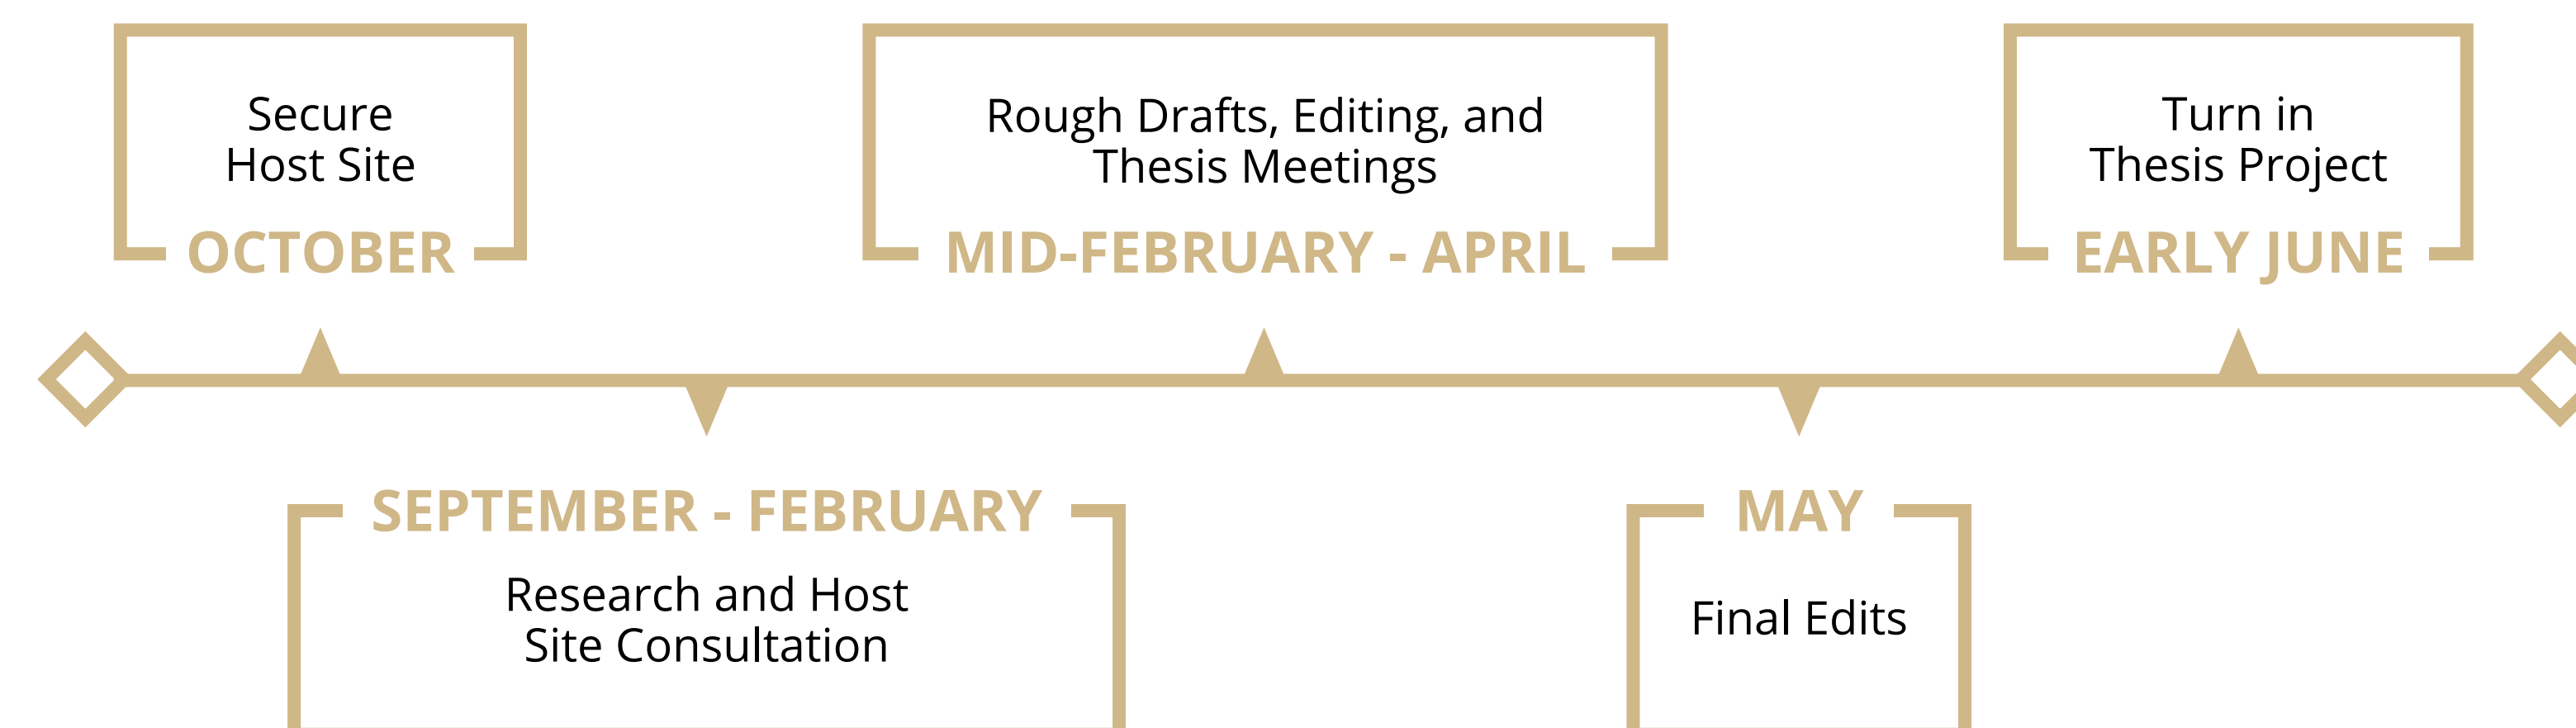 Secure
Host Site
OCTOBER
Rough Drafts, Editing, and
Thesis Meetings
MID-FEBRUARY - APRIL
Turn in
Thesis Project
EARLY JUNE
SEPTEMBER - FEBRUARY
Research and Host
Site Consultation
MAY
Final Edits